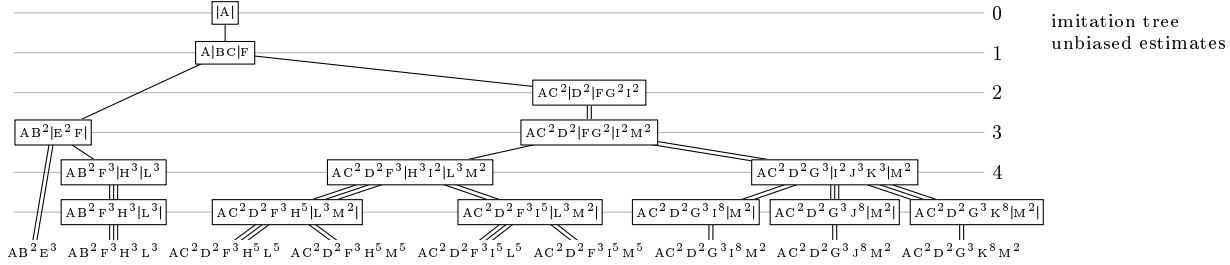 |A|
0
imitation tree
unbiased estimates
A|BC|F
1
AC²|D²|FG²I²
2
AB²|E²F|
AC²D²|FG²|I²M²
3
AB²F³|H³|L³
AC²D²F³|H³I²|L³M²
AC²D²G³|I²J³K³|M²
4
AB²F³H³|L³|
AC²D²F³H⁵|L³M²|
AC²D²F³I⁵|L³M²|
AC²D²G³I⁸|M²|
AC²D²G³J⁸|M²|
AC²D²G³K⁸|M²|
AB²E³
AB²F³H³L³
AC²D²F³H⁵L⁵
AC²D²F³H⁵M⁵
AC²D²F³I⁵L⁵
AC²D²F³I⁵M⁵
AC²D²G³I⁸M²
AC²D²G³J⁸M²
AC²D²G³K⁸M²